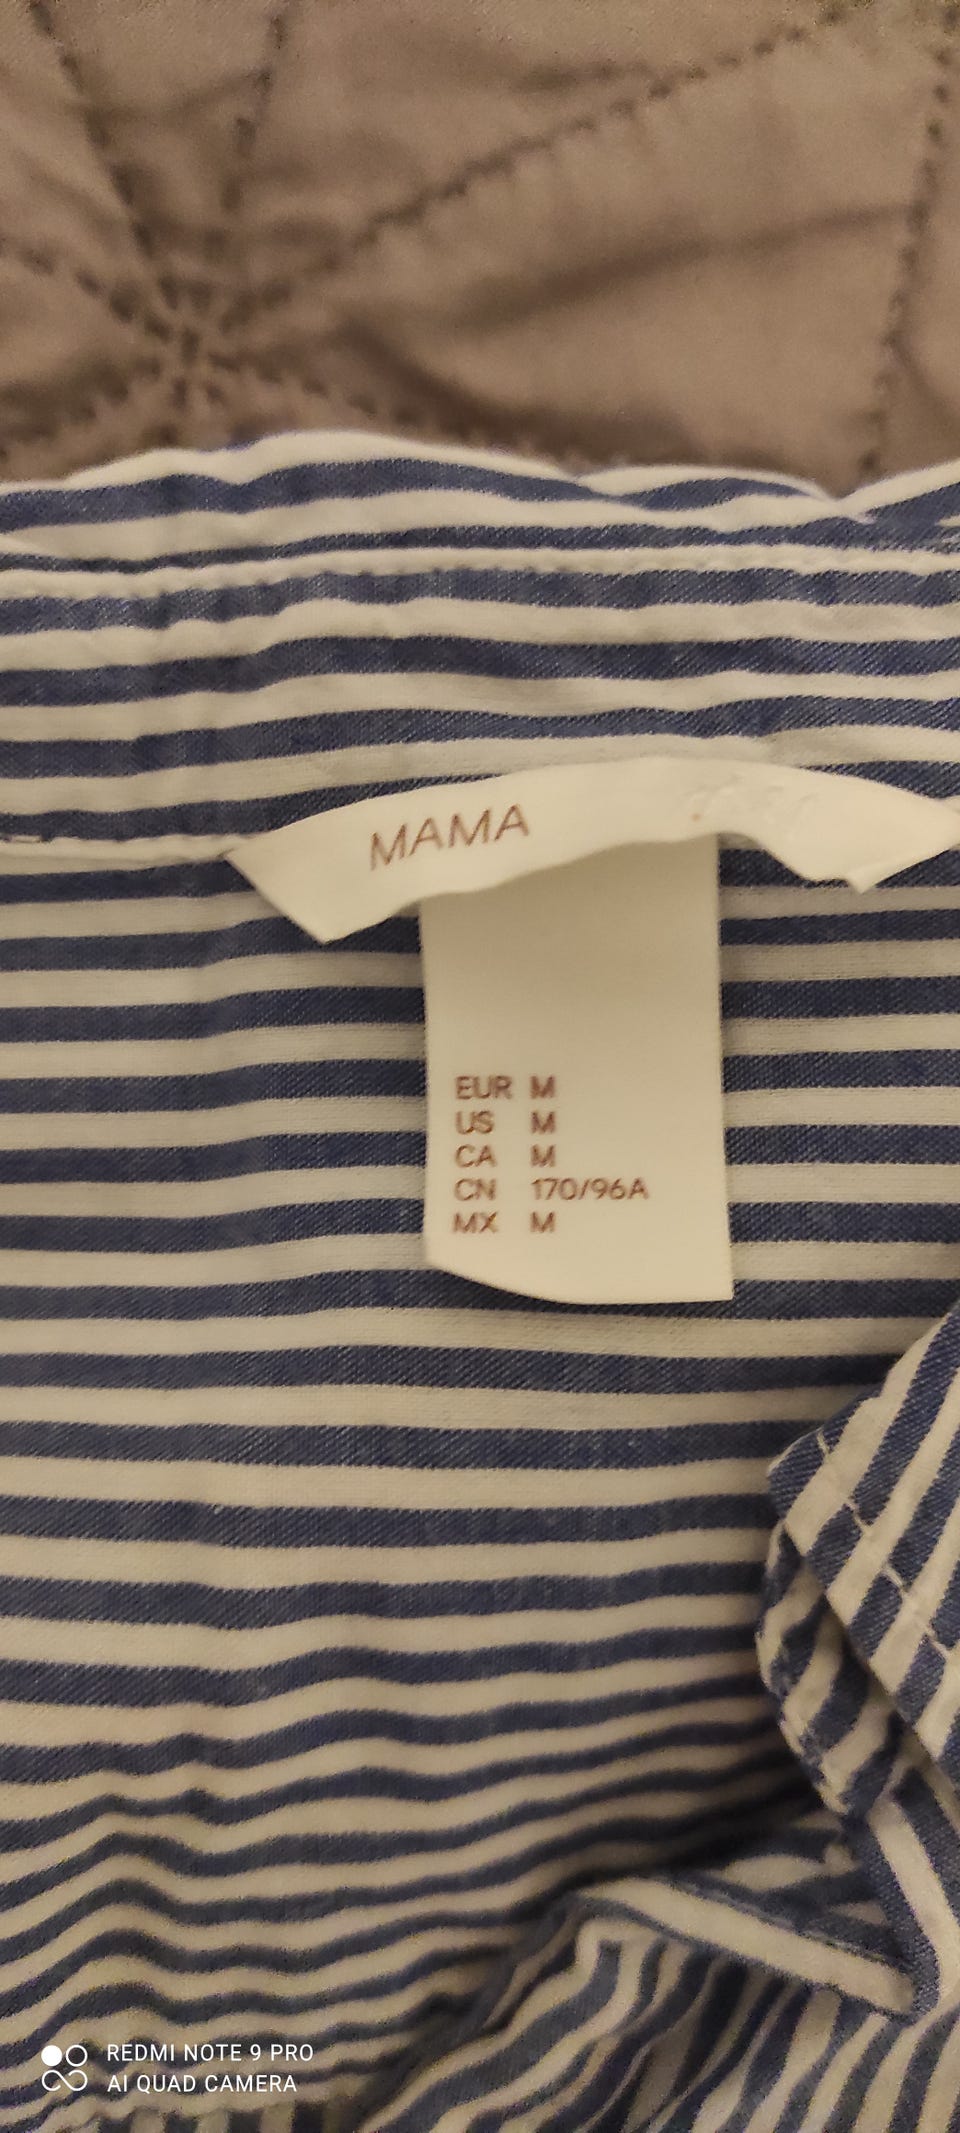 MAMA
EUR M
US M
CA M
CN 170/96A
MX M
REDMI NOTE 9 PRO
AI QUAD CAMERA